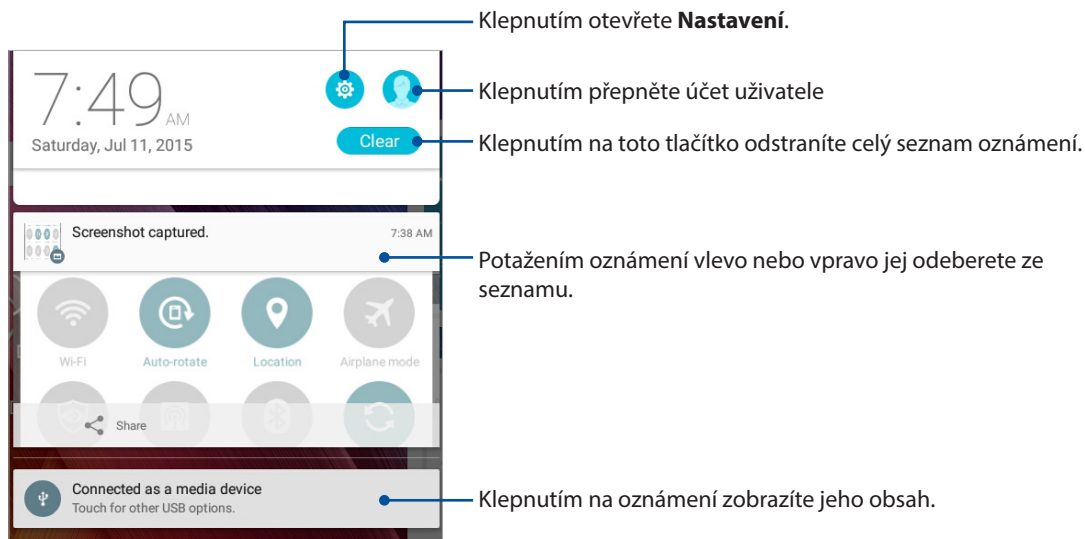 Klepnutím otevřete Nastavení.
7:49 AM
Klepnutím přepněte účet uživatele
Saturday, Jul 11, 2015
Clear
Klepnutím na toto tlačítko odstraníte celý seznam oznámení.
Screenshot captured.
7:38 AM
Potažením oznámení vlevo nebo vpravo jej odeberete ze
seznamu.
Wi-Fi
Auto-rotate
Location
Airplane mode
Share
Connected as a media device
Touch for other USB options.
Klepnutím na oznámení zobrazíte jeho obsah.